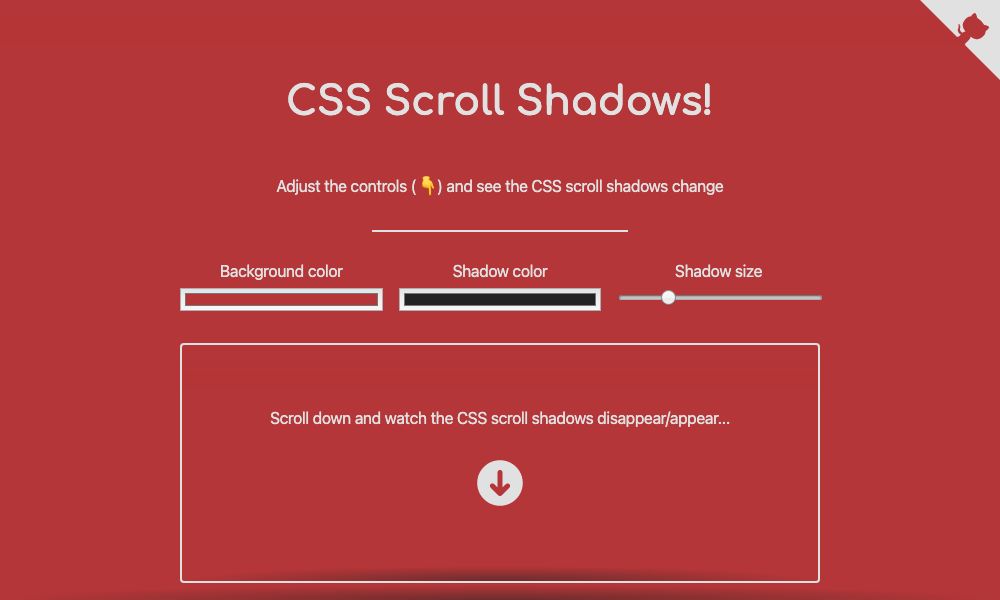 CSS Scroll Shadows!
Adjust the controls (👇) and see the CSS scroll shadows change
Background color
Shadow color
Shadow size
Scroll down and watch the CSS scroll shadows disappear/appear...